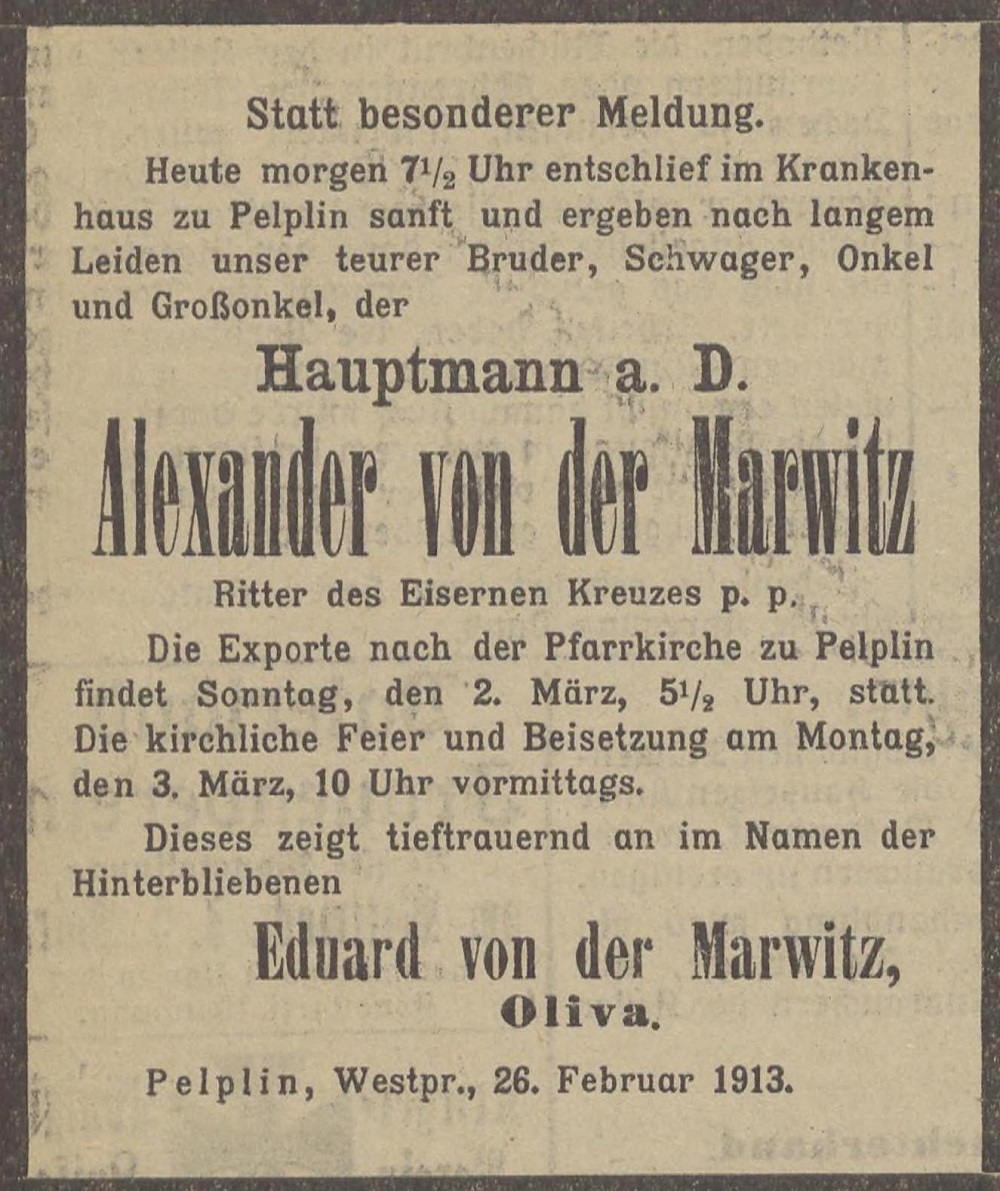 Statt besonderer Meldung.
Heute morgen 7½ Uhr entschlief im Kranken-
haus zu Pelplin sanft und ergeben nach langem
Leiden unser teurer Bruder, Schwager, Onkel
und Großonkel, der
Hauptmann a. D.
Alexander von der Marwitz
Ritter des Eisernen Kreuzes p. p.
Die Exporte nach der Pfarrkirche zu Pelplin
findet Sonntag, den 2. März, 5½ Uhr, statt.
Die kirchliche Feier und Beisetzung am Montag,
den 3. März, 10 Uhr vormittags.
Dieses zeigt tieftrauernd an im Namen der
Hinterbliebenen
Eduard von der Marwitz,
Oliva.
Pelplin, Westpr., 26. Februar 1913.